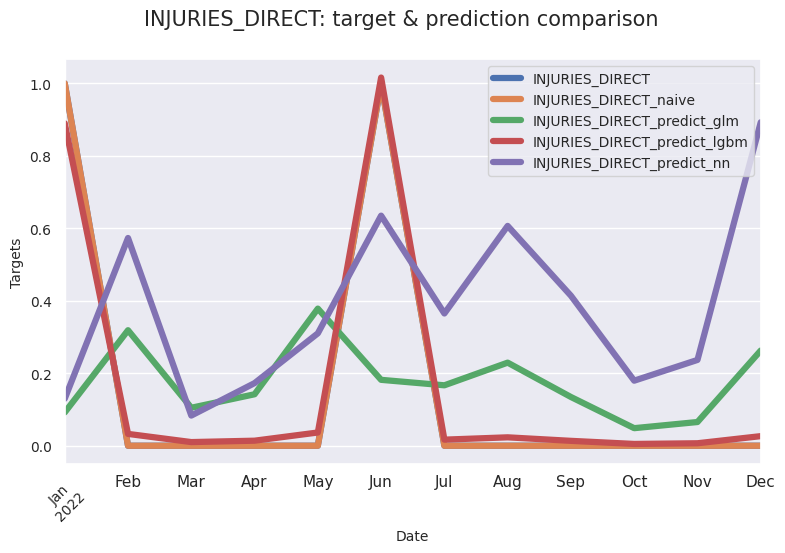 INJURIES_DIRECT: target & prediction comparison
INJURIES_DIRECT
INJURIES_DIRECT_naive
INJURIES_DIRECT_predict_glm
INJURIES_DIRECT_predict_lgbm
INJURIES_DIRECT_predict_nn
Targets
1.0
0.8
0.6
0.4
0.2
0.0
Jan
2022
Feb
Mar
Apr
May
Jun
Jul
Aug
Sep
Oct
Nov
Dec
Date